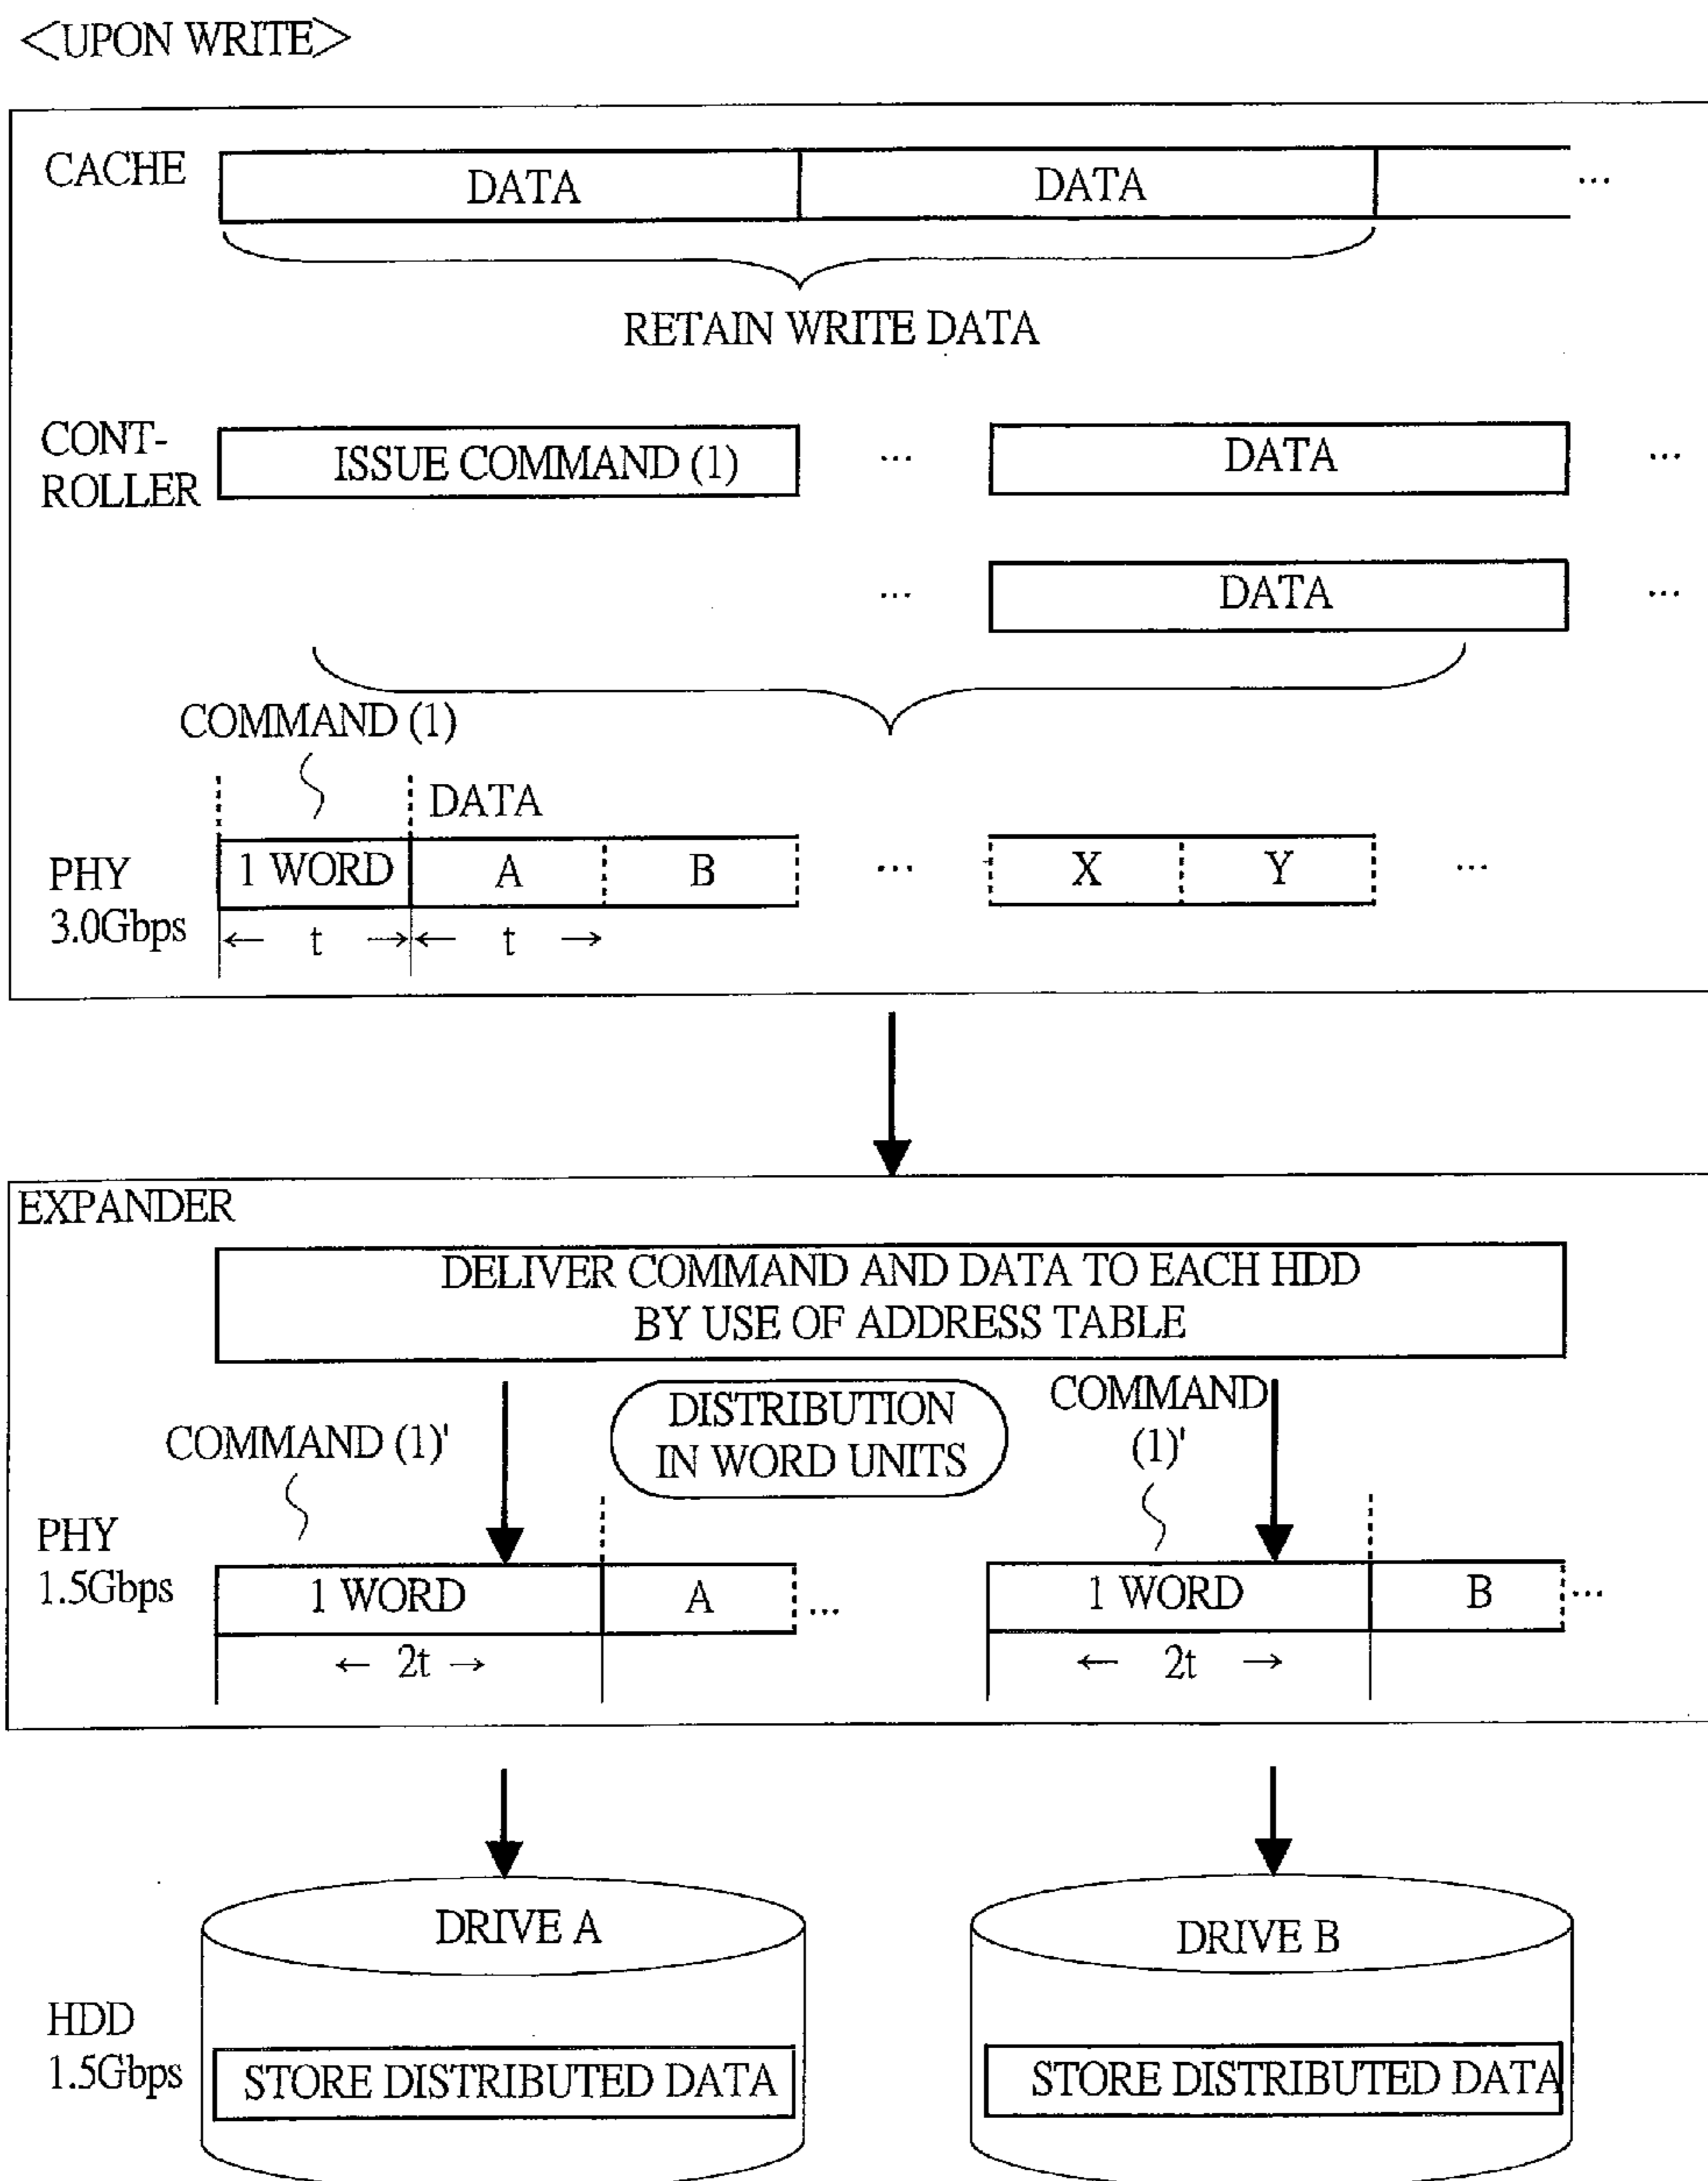 <UPON WRITE>
CACHE
DATA
DATA
...
RETAIN WRITE DATA
CONT-
ROLLER
ISSUE COMMAND (1)
...
DATA
...
...
DATA
...
COMMAND (1)
DATA
PHY
3.0Gbps
1 WORD
A
B
...
X
Y
...
← t →
← t →
EXPANDER
DELIVER COMMAND AND DATA TO EACH HDD
BY USE OF ADDRESS TABLE
COMMAND (1)'
DISTRIBUTION
IN WORD UNITS
COMMAND
(1)'
PHY
1.5Gbps
1 WORD
A
...
1 WORD
B
...
← 2t →
← 2t →
DRIVE A
DRIVE B
HDD
1.5Gbps
STORE DISTRIBUTED DATA
STORE DISTRIBUTED DATA